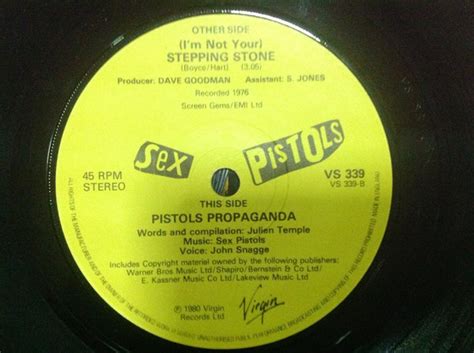 OTHER SIDE
(I'm Not Your)
STEPPING STONE
(Boyce/Hart) (3.05)
Producer: DAVE GOODMAN Assistant: S. JONES
Recorded 1976
Screen Gems/EMI Ltd
Sex PISTOLS
45 RPM
STEREO
VS 339
VS 339-B
THIS SIDE
PISTOLS PROPAGANDA
Words and compilation: Julien Temple
Music: Sex Pistols
Voice: John Snagge
Includes Copyright material owned by the following publishers:
Warner Bros Music Ltd/Shapiro/Bernstein & Co Ltd/
E. Kassner Music Co Ltd/Lakeview Music Ltd
℗ 1980 Virgin
Records Ltd
Virgin